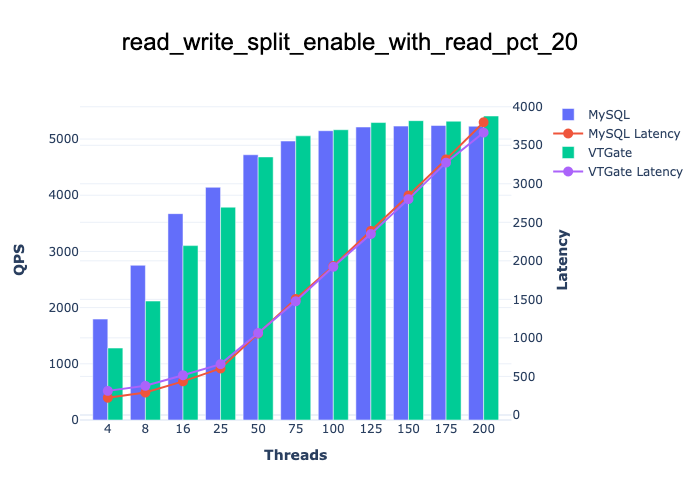 read_write_split_enable_with_read_pct_20
MySQL
MySQL Latency
VTGate
VTGate Latency
QPS
5000
4000
3000
2000
1000
0
Latency
4000
3500
3000
2500
2000
1500
1000
500
0
4 8 16 25 50 75 100 125 150 175 200
Threads